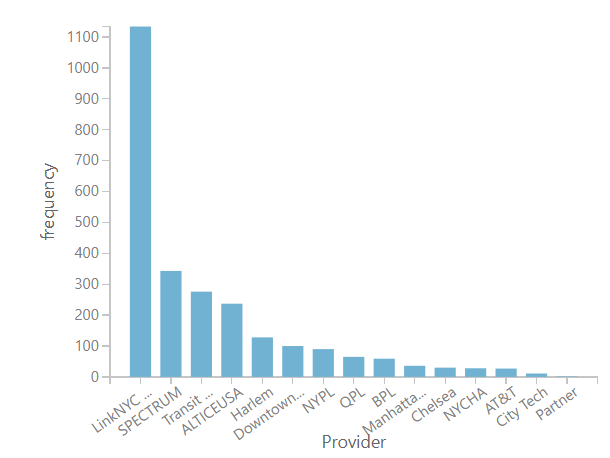 frequency
1100
1000
900
800
700
600
500
400
300
200
100
0
LinkNYC ...
SPECTRUM
Transit ...
ALTICEUSA
Harlem
Downtown...
NYPL
QPL
BPL
Manhatta...
Chelsea
NYCHA
AT&T
City Tech
Partner
Provider